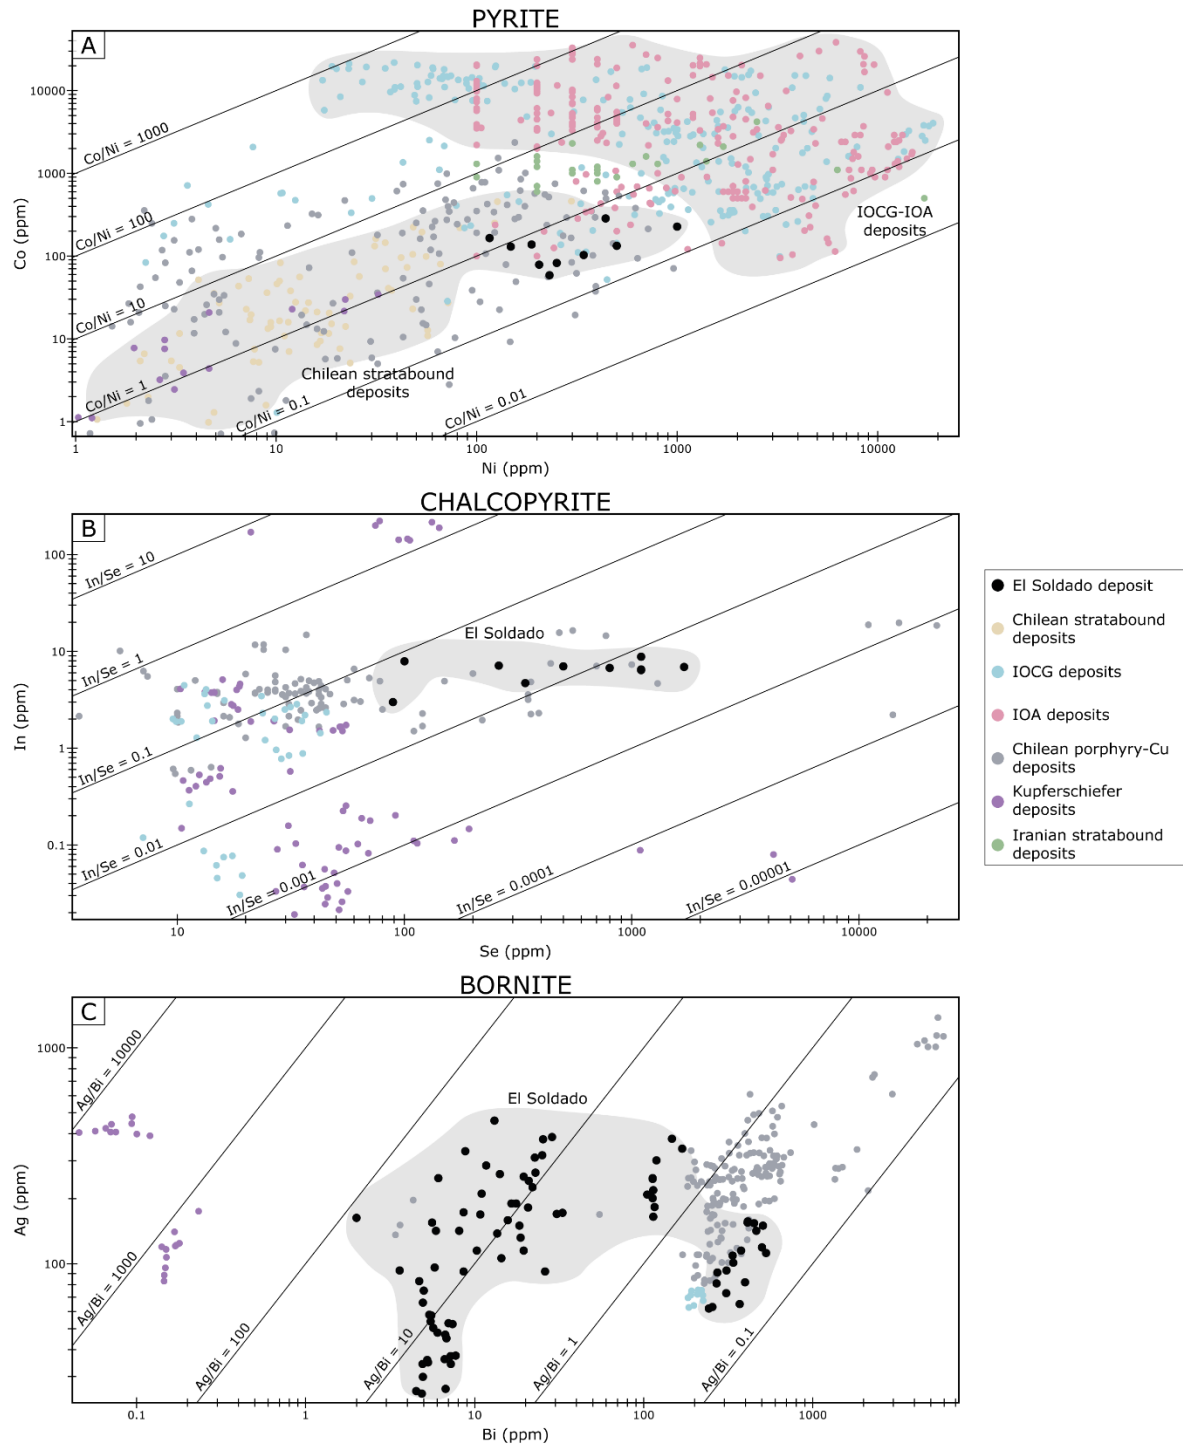 PYRITE
A
Co (ppm)
10000
1000
100
10
1
Co/Ni = 1000
Co/Ni = 100
Co/Ni = 10
Co/Ni = 1
Co/Ni = 0.1
Co/Ni = 0.01
IOCG-IOA
deposits
Chilean stratabound
deposits
1
10
100
1000
10000
Ni (ppm)
CHALCOPYRITE
B
In (ppm)
100
10
1
0.1
In/Se = 10
In/Se = 1
In/Se = 0.1
In/Se = 0.01
In/Se = 0.001
In/Se = 0.0001
In/Se = 0.00001
El Soldado
10
100
1000
10000
Se (ppm)
El Soldado deposit
Chilean stratabound
deposits
IOCG deposits
IOA deposits
Chilean porphyry-Cu
deposits
Kupferschiefer
deposits
Iranian stratabound
deposits
BORNITE
C
Ag (ppm)
1000
100
Ag/Bi = 10000
Ag/Bi = 1000
Ag/Bi = 100
Ag/Bi = 10
Ag/Bi = 1
Ag/Bi = 0.1
El Soldado
0.1
1
10
100
1000
Bi (ppm)